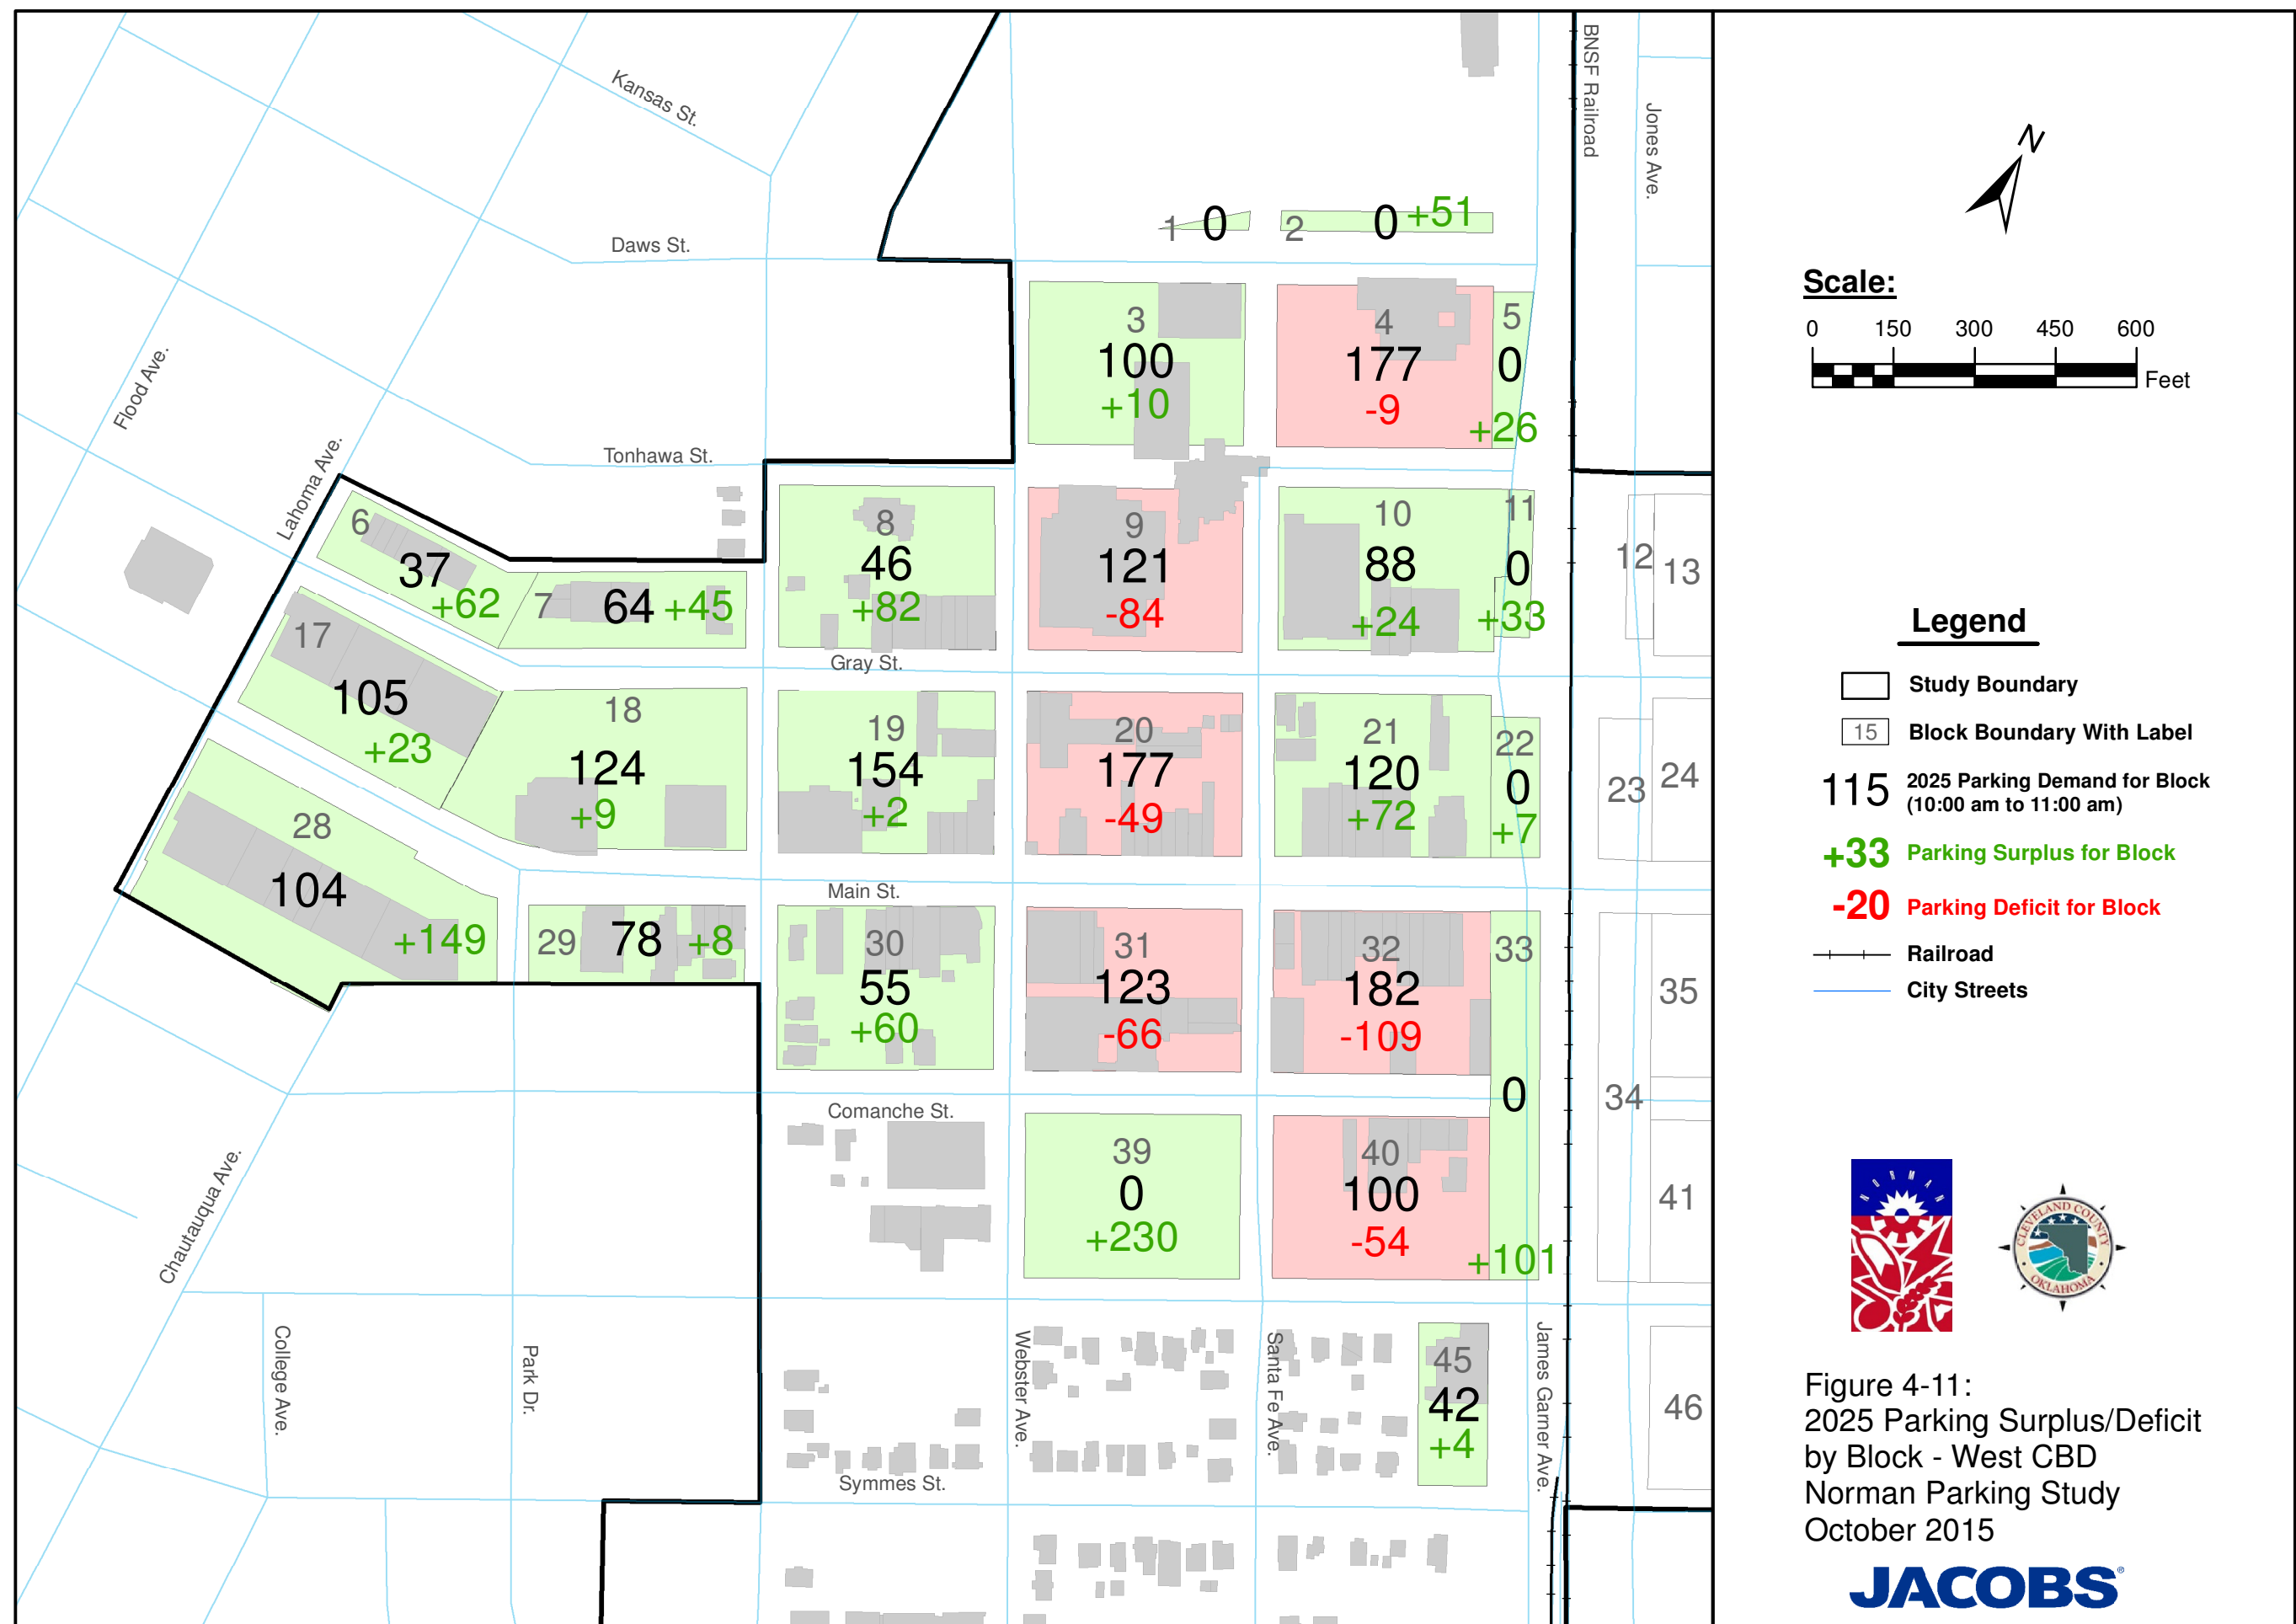 Kansas St.
BNSF Railroad
Jones Ave.
N
1 0
2 0 +51
Daws St.
Scale:
0 150 300 450 600
Feet
3
100
+10
4
177
-9
5
0
+26
Flood Ave.
Lahoma Ave.
Tonhawa St.
6
37
+62
7 64 +45
8
46
+82
9
121
-84
10
88
+24
11
0
+33
12
13
Gray St.
17
105
+23
18
124
+9
19
154
+2
20
177
-49
21
120
+72
22
0
+7
23
24
Main St.
28
104
+149
29 78 +8
30
55
+60
31
123
-66
32
182
-109
33
0
+101
34
35
Comanche St.
39
0
+230
40
100
-54
41
Chautauqua Ave.
College Ave.
Park Dr.
Webster Ave.
Santa Fe Ave.
James Garner Ave.
45
42
+4
46
Symmes St.
Legend
Study Boundary
15 Block Boundary With Label
115 2025 Parking Demand for Block
(10:00 am to 11:00 am)
+33 Parking Surplus for Block
-20 Parking Deficit for Block
Railroad
City Streets
NORMAN
CLEVELAND COUNTY
OKLAHOMA
Figure 4-11:
2025 Parking Surplus/Deficit
by Block - West CBD
Norman Parking Study
October 2015
JACOBS